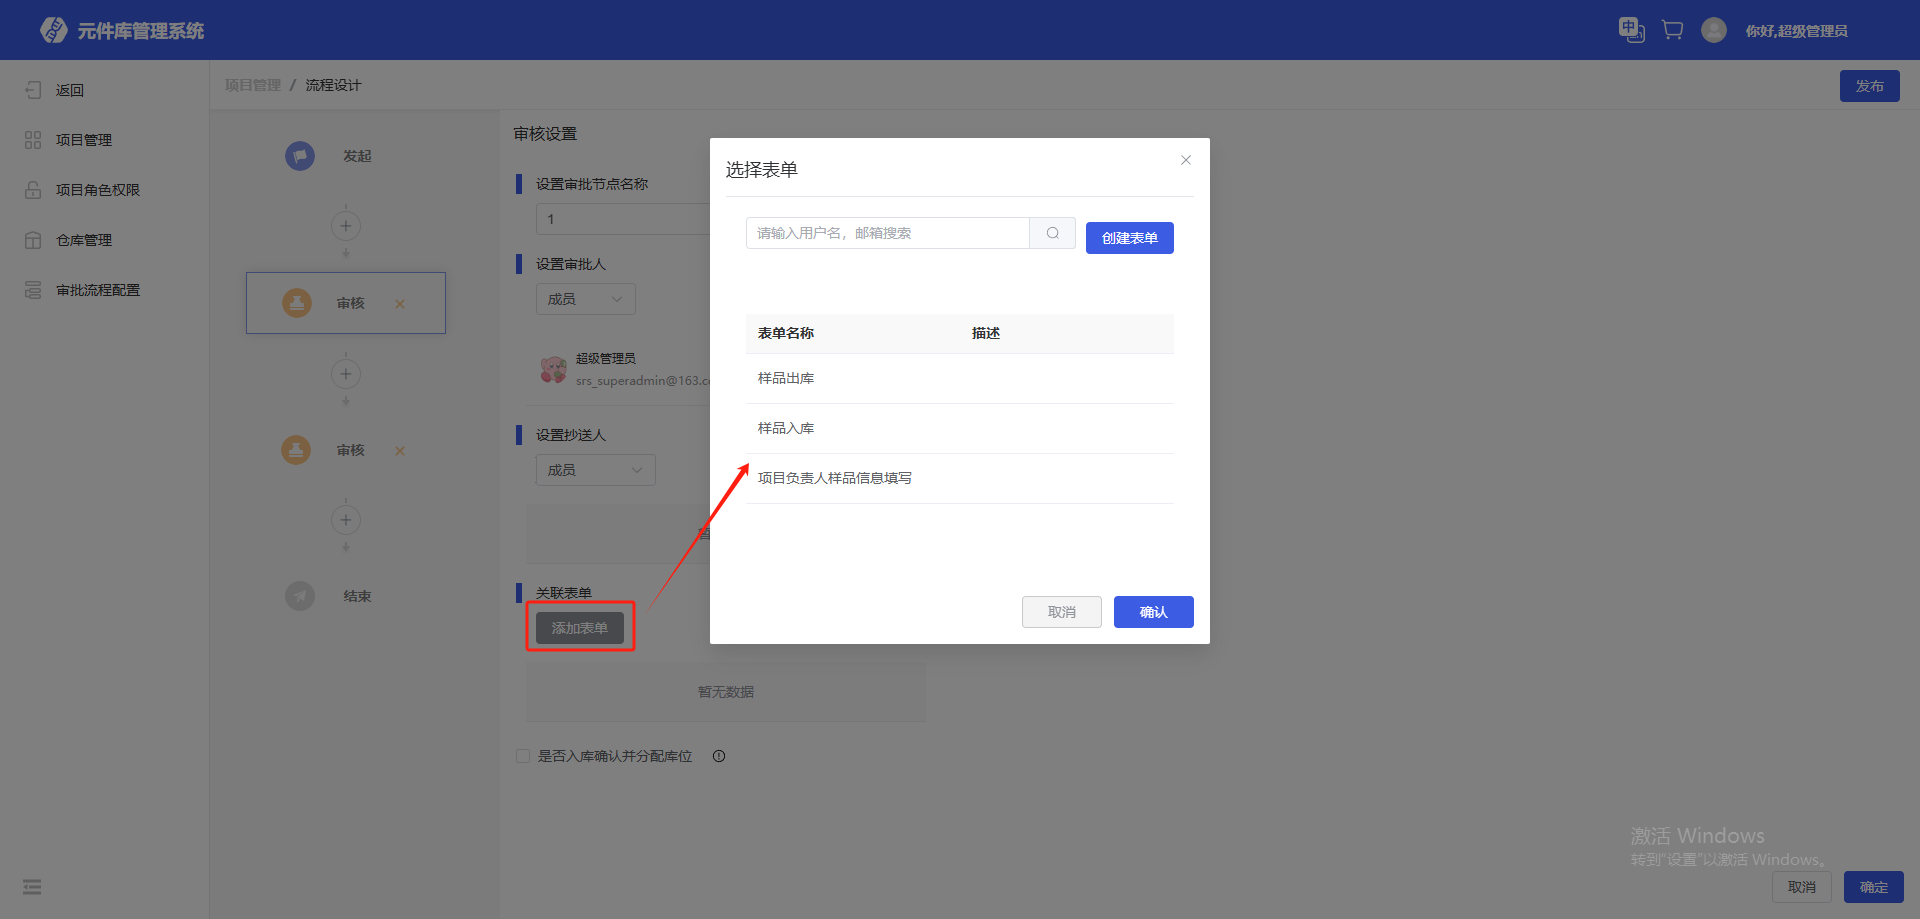 元件库管理系统
你好,超级管理员
返回
项目管理
项目角色权限
仓库管理
审批流程配置
项目管理 / 流程设计
发布
发起
审核
审核
结束
审核设置
设置审批节点名称
1
设置审批人
成员
超级管理员
srs_superadmin@163.c
设置抄送人
成员
关联表单
添加表单
暂无数据
是否入库确认并分配库位
选择表单
请输入用户名，邮箱搜索
创建表单
表单名称 描述
样品出库
样品入库
项目负责人样品信息填写
取消 确认
激活 Windows
转到"设置"以激活 Windows。
取消 确定